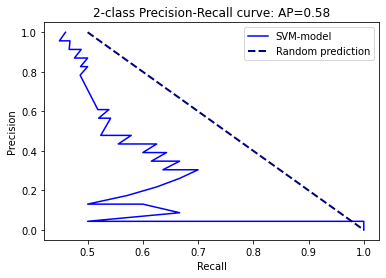 2-class Precision-Recall curve: AP=0.58
SVM-model
Random prediction
Precision
1.0
0.8
0.6
0.4
0.2
0.0
0.5 0.6 0.7 0.8 0.9 1.0
Recall